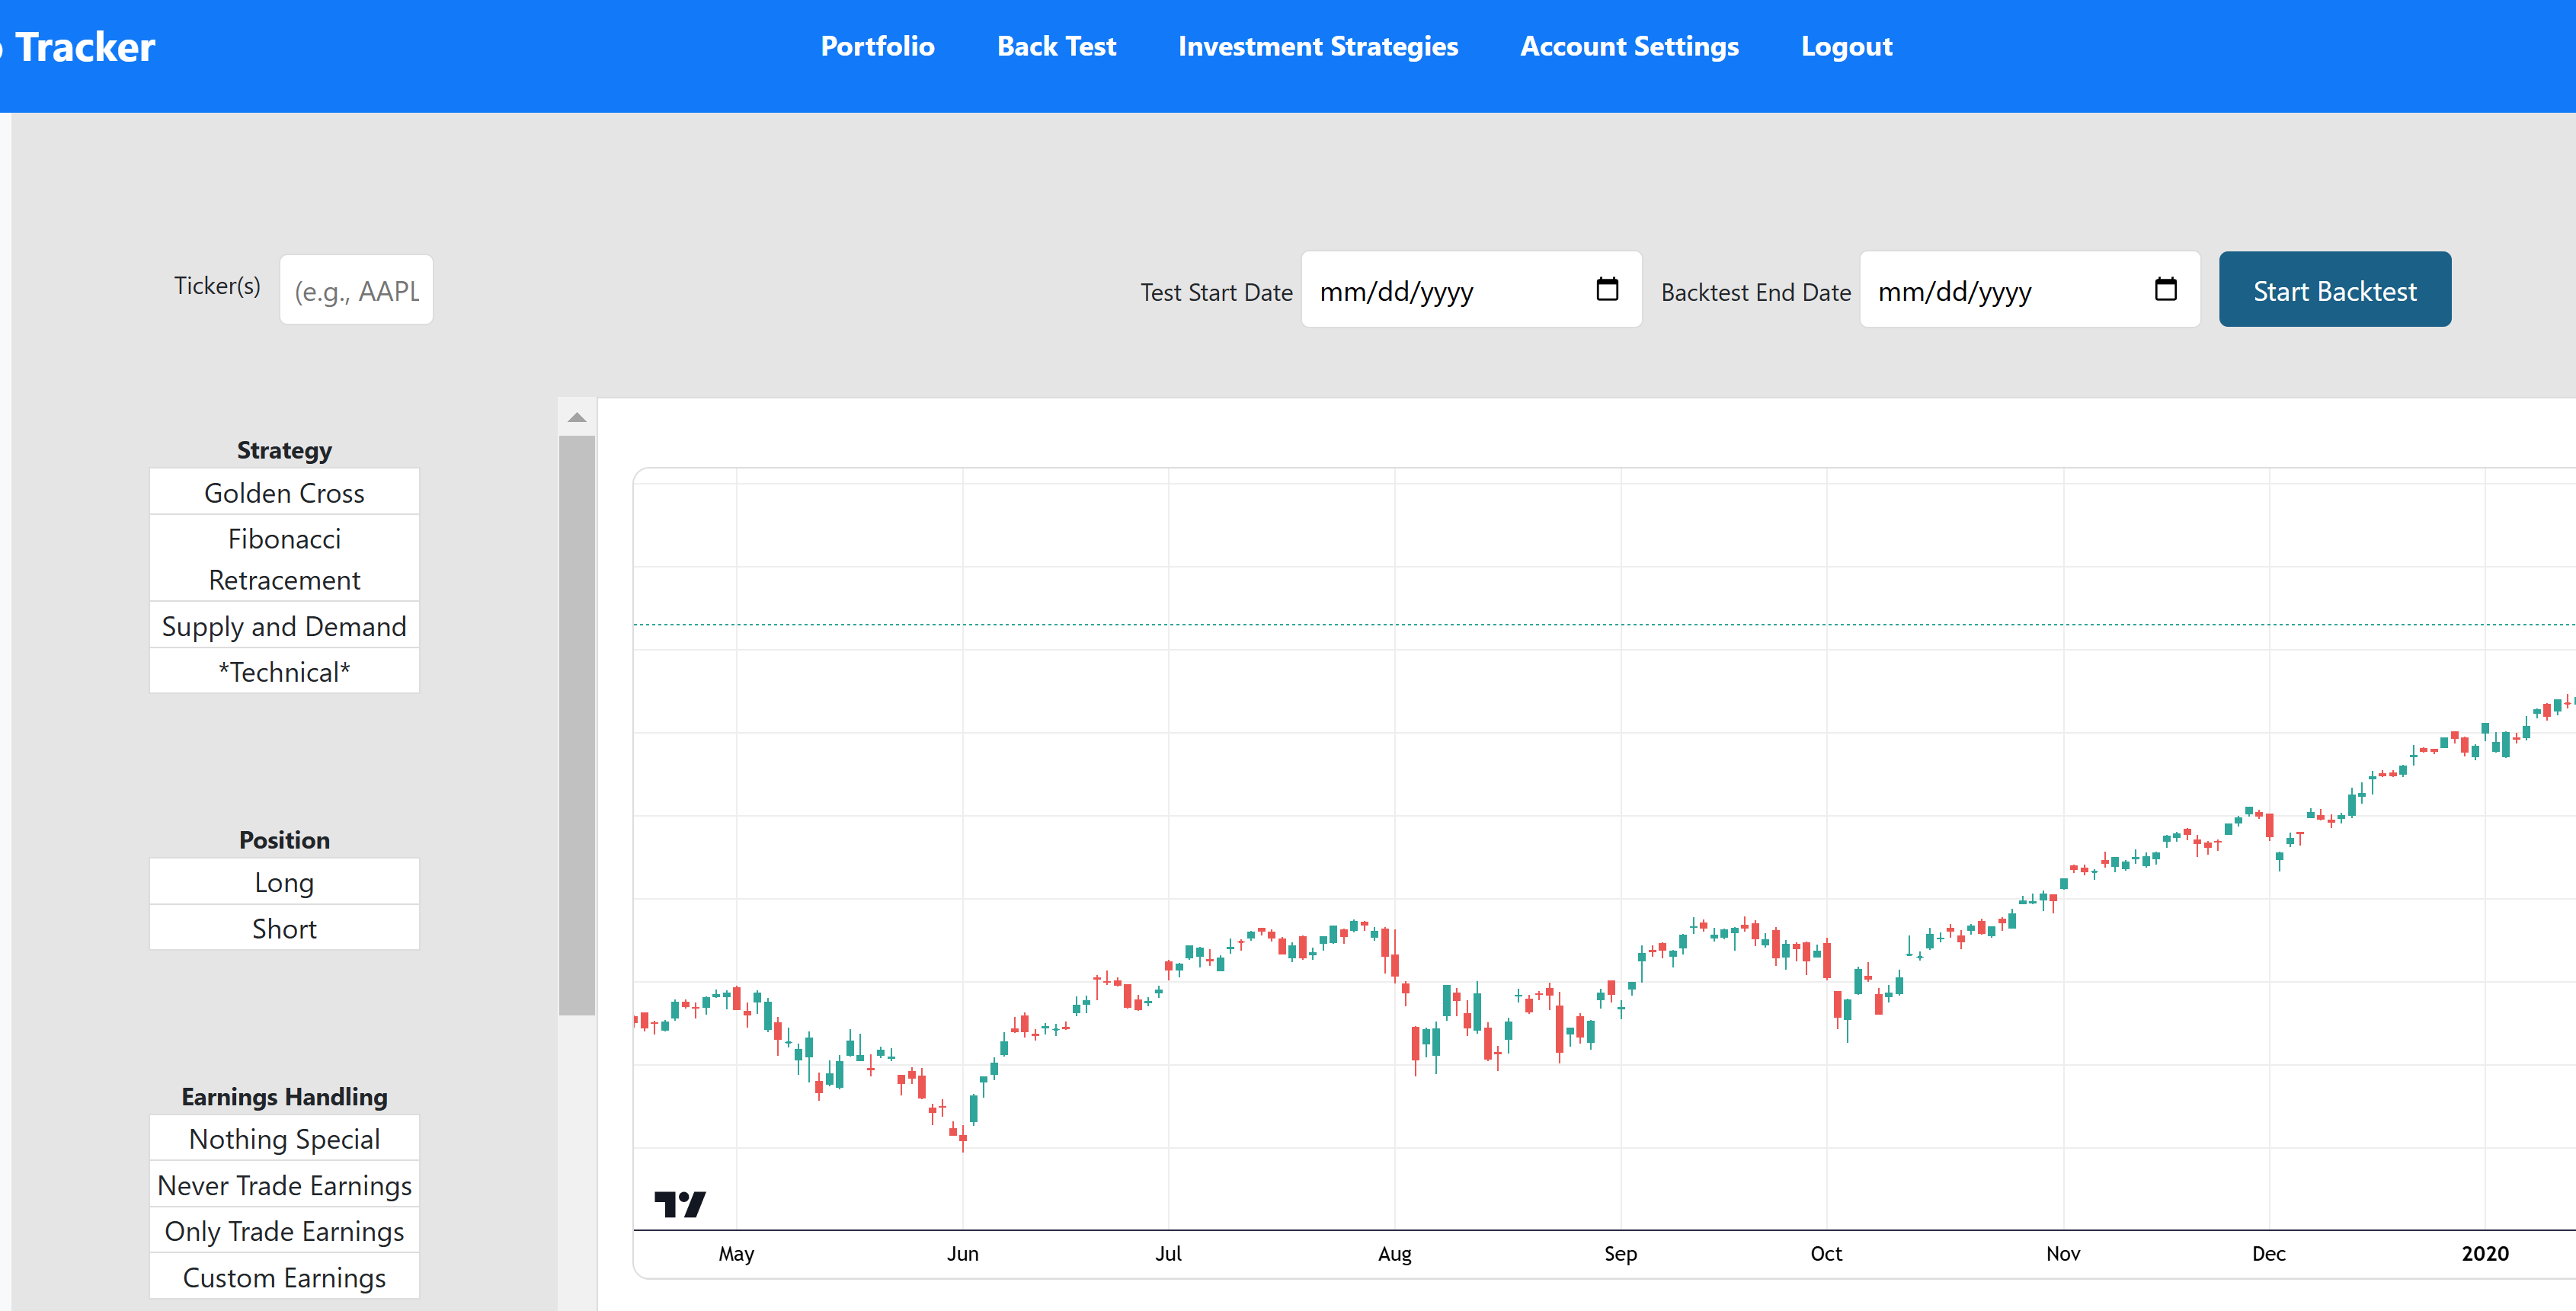 Tracker
Portfolio Back Test Investment Strategies Account Settings Logout
Ticker(s) (e.g., AAPL
Test Start Date mm/dd/yyyy Backtest End Date mm/dd/yyyy Start Backtest
Strategy
Golden Cross
Fibonacci
Retracement
Supply and Demand
*Technical*
Position
Long
Short
Earnings Handling
Nothing Special
Never Trade Earnings
Only Trade Earnings
Custom Earnings
May Jun Jul Aug Sep Oct Nov Dec 2020